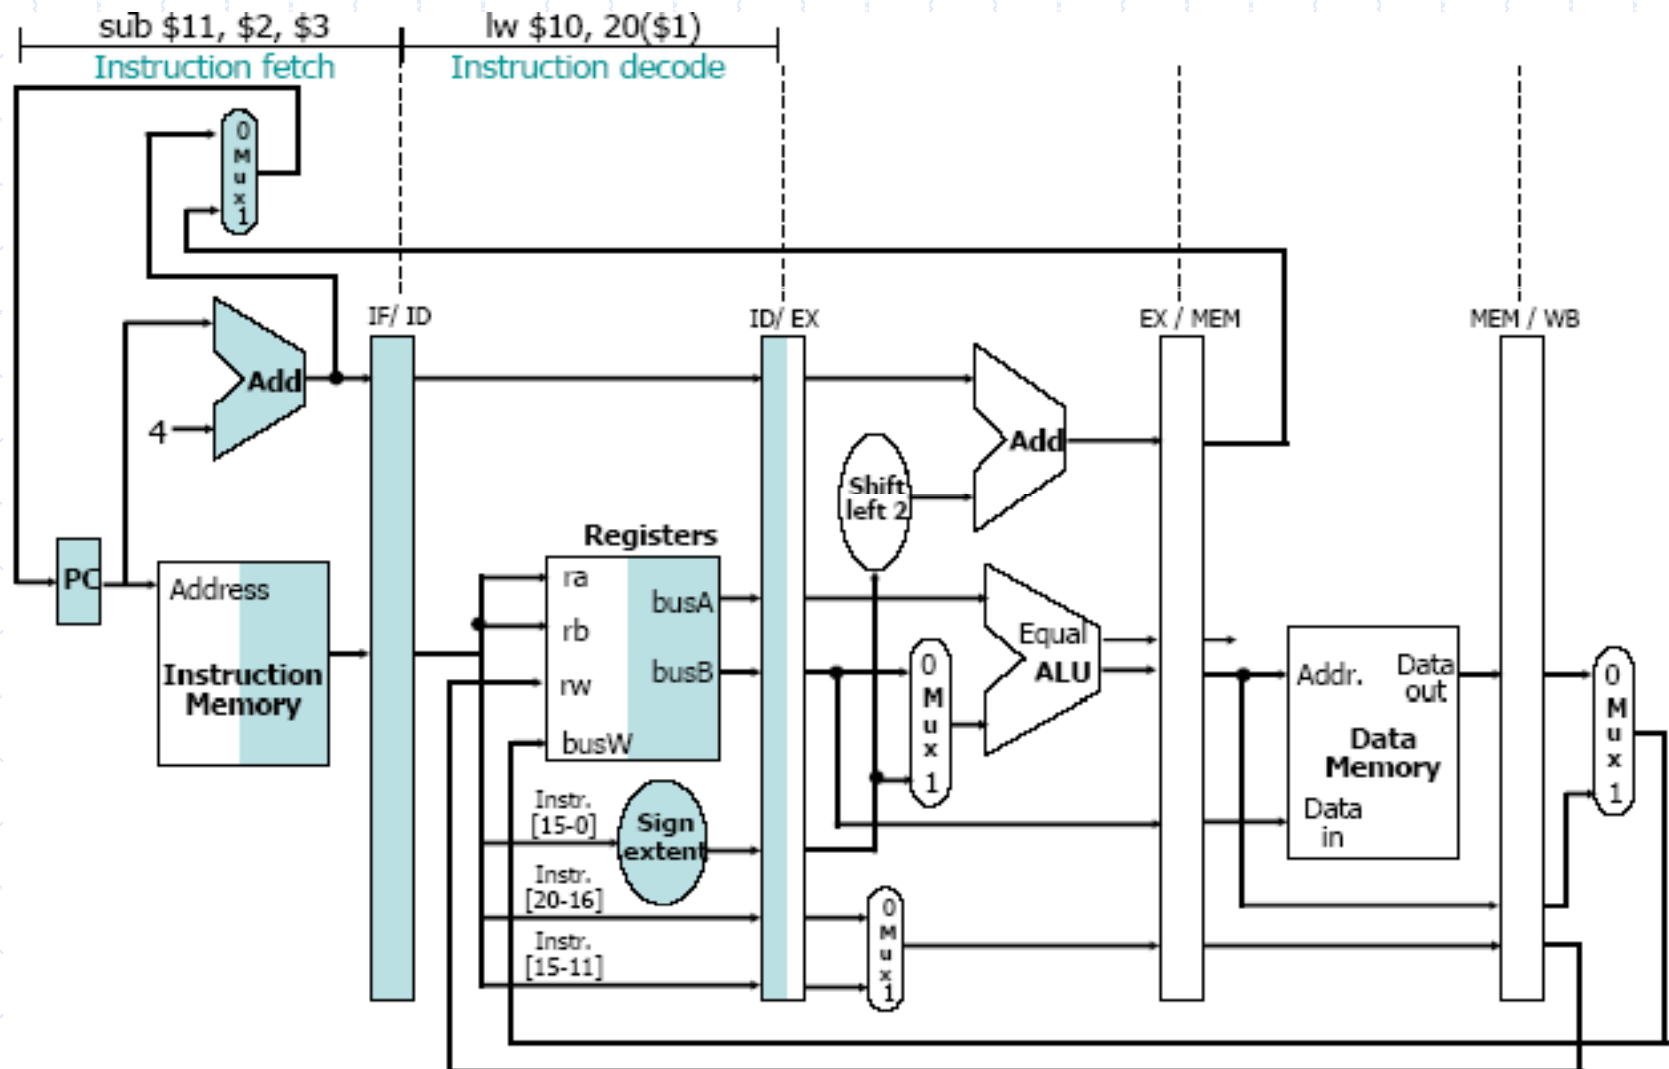 sub $11, $2, $3
lw $10, 20($1)
Instruction fetch
Instruction decode
0
M
u
x
1
IF/ ID
ID/ EX
EX / MEM
MEM / WB
Add
4
Add
Shift
left 2
PC
Address
Instruction
Memory
Registers
ra
rb
rw
busW
busA
busB
Equal
ALU
0
M
u
x
1
Addr.
Data
out
Data
Memory
Data
in
0
M
u
x
1
Instr.
[15-0]
Sign
extent
Instr.
[20-16]
Instr.
[15-11]
0
M
u
x
1